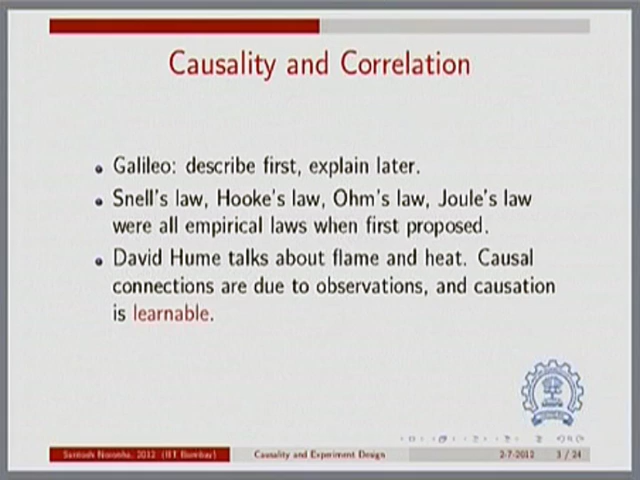 Causality and Correlation
Galileo: describe first, explain later.
Snell's law, Hooke's law, Ohm's law, Joule's law
were all empirical laws when first proposed.
David Hume talks about flame and heat. Causal
connections are due to observations, and causation
is learnable.
Santosh Noronha, 2012 (IIT Bombay)
Causality and Experiment Design
2-7-2012
3 / 24